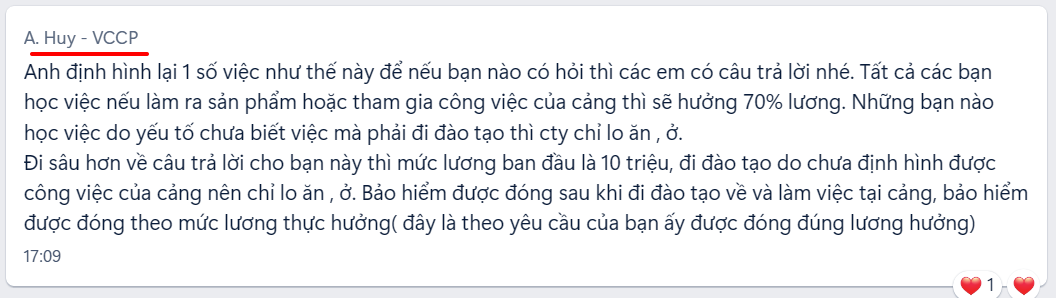 A. Huy - VCCP
Anh định hình lại 1 số việc như thế này để nếu bạn nào có hỏi thì các em có câu trả lời nhé. Tất cả các bạn
học việc nếu làm ra sản phẩm hoặc tham gia công việc của cảng thì sẽ hưởng 70% lương. Những bạn nào
học việc do yếu tố chưa biết việc mà phải đi đào tạo thì cty chỉ lo ăn , ở.
Đi sâu hơn về câu trả lời cho bạn này thì mức lương ban đầu là 10 triệu, đi đào tạo do chưa định hình được
công việc của cảng nên chỉ lo ăn , ở. Bảo hiểm được đóng sau khi đi đào tạo về và làm việc tại cảng, bảo hiểm
được đóng theo mức lương thực hưởng( đây là theo yêu cầu của bạn ấy được đóng đúng lương hưởng)
17:09
1